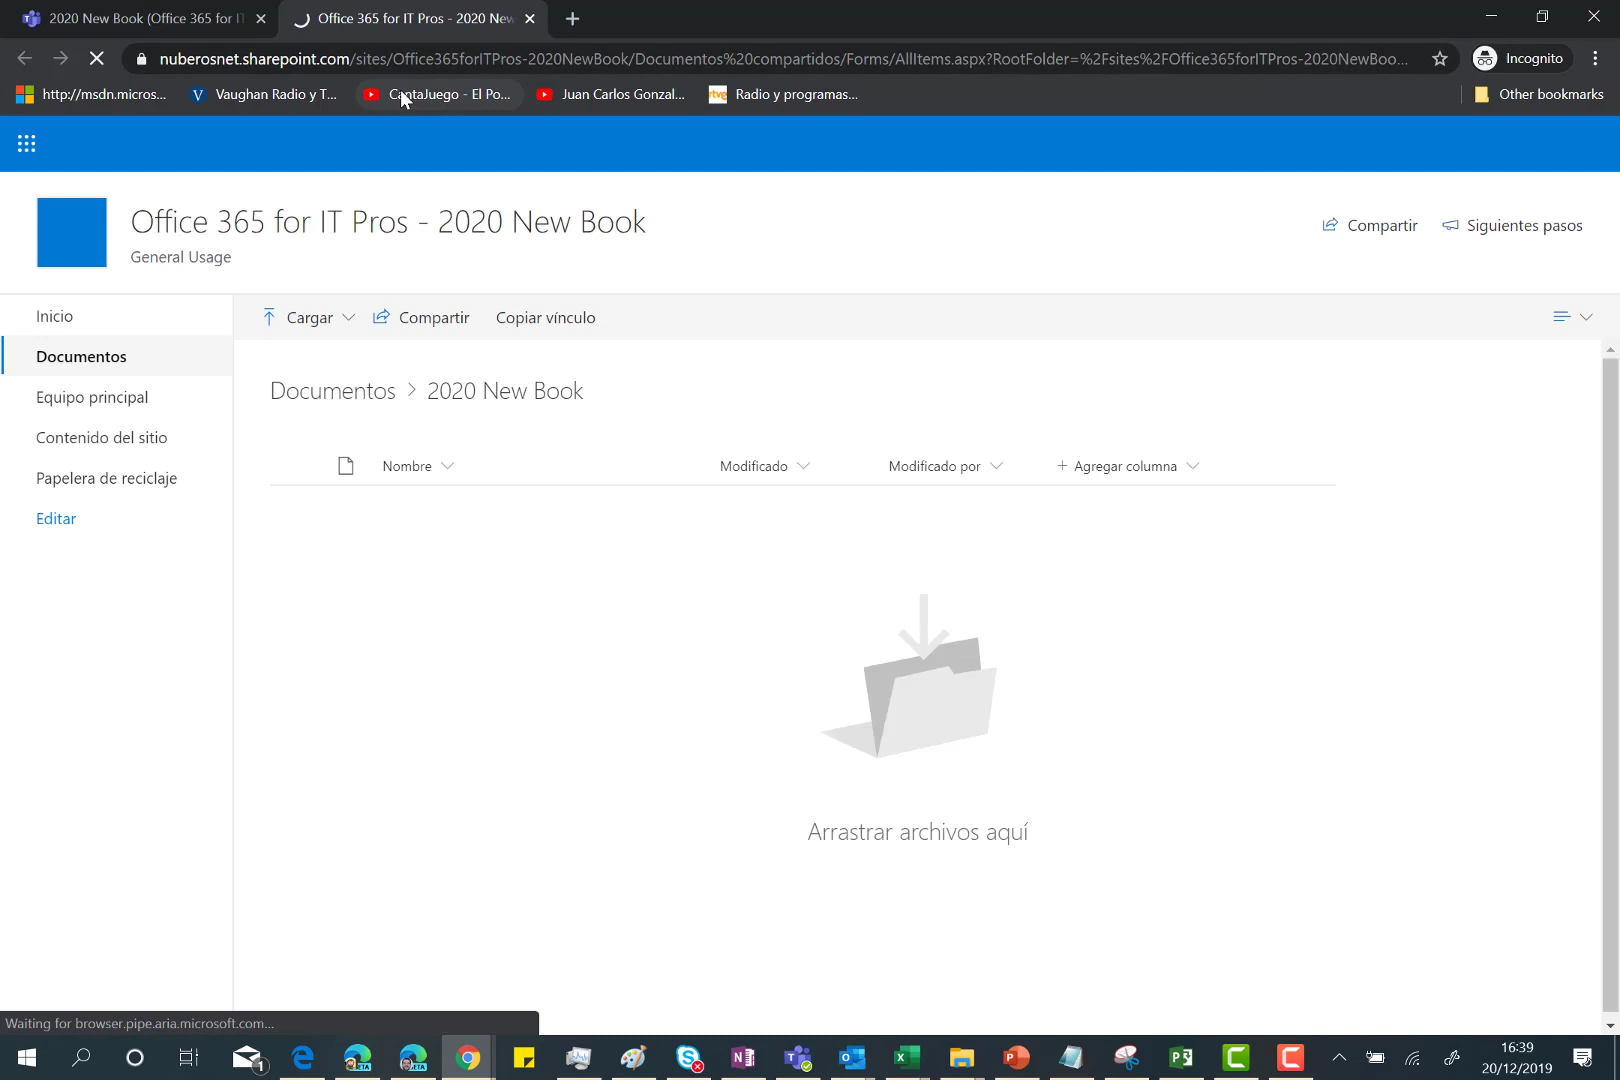 2020 New Book (Office 365 for IT
Office 365 for IT Pros - 2020 New
nuberosnet.sharepoint.com/sites/Office365forITPros-2020NewBook/Documentos%20compartidos/Forms/AllItems.aspx?RootFolder=%2Fsites%2FOffice365forITPros-2020NewBoo...
Incognito
http://msdn.micros...
Vaughan Radio y T...
CantaJuego - El Po...
Juan Carlos Gonzal...
rtve
Radio y programas...
Other bookmarks
Office 365 for IT Pros - 2020 New Book
General Usage
Compartir
Siguientes pasos
Inicio
Documentos
Equipo principal
Contenido del sitio
Papelera de reciclaje
Editar
Cargar
Compartir
Copiar vínculo
Documentos > 2020 New Book
Nombre
Modificado
Modificado por
+ Agregar columna
Arrastrar archivos aquí
Waiting for browser.pipe.aria.microsoft.com...
1
BETA
BETA
16:39
20/12/2019